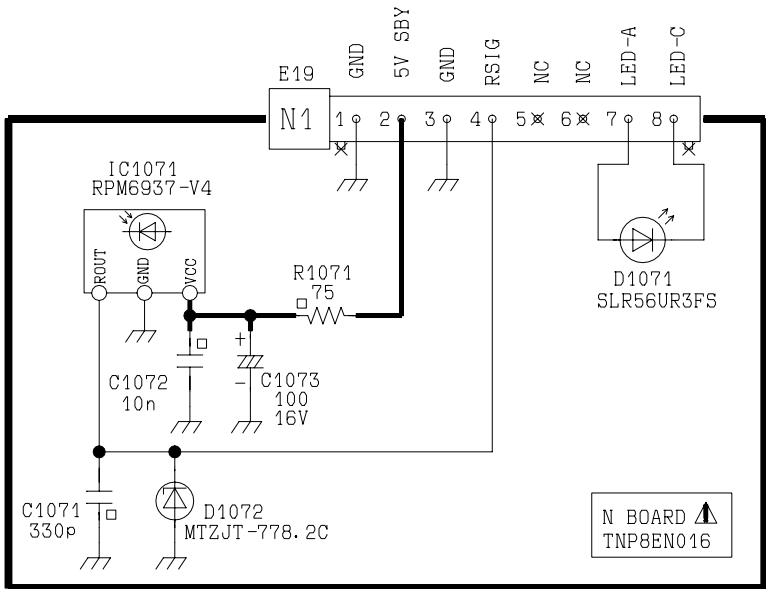 E19
GND
5V SBY
GND
RSIG
NC
NC
LED-A
LED-C
N1
1
2
3
4
5
6
7
8
IC1071
RPM6937-V4
ROUT
GND
VCC
R1071
75
D1071
SLR56UR3FS
+
-
C1072
10n
C1073
100
16V
C1071
330p
D1072
MTZJT-778.2C
N BOARD
TNP8EN016